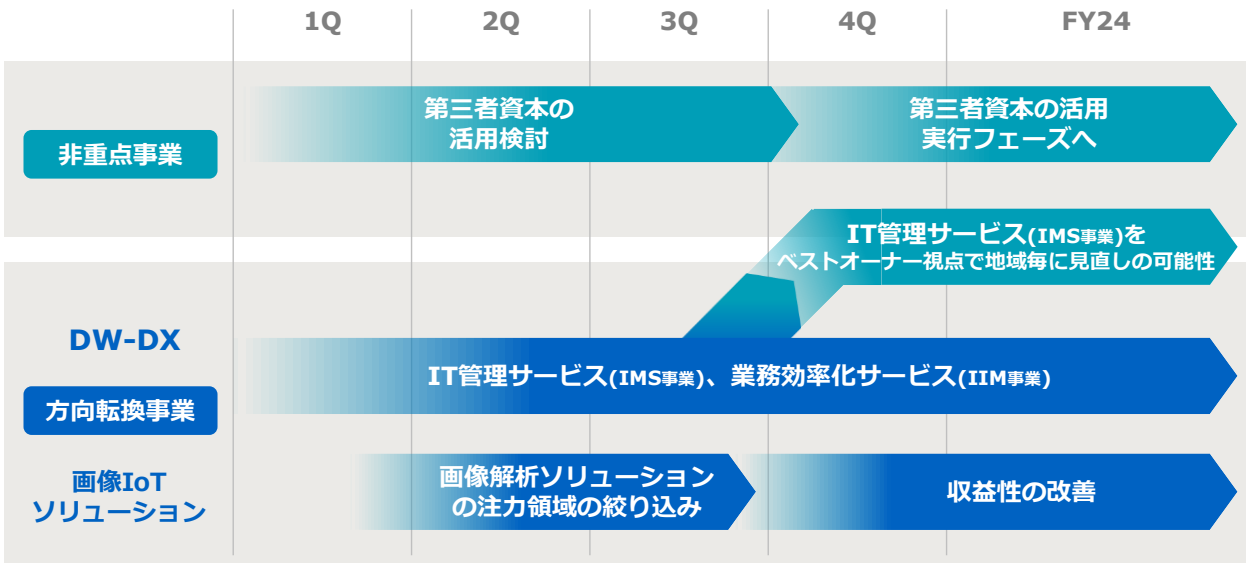 1Q 2Q 3Q 4Q FY24
非重点事業
第三者資本の
活用検討
第三者資本の活用
実行フェーズへ
IT管理サービス(IMS事業)を
ベストオーナー視点で地域毎に見直しの可能性
DW-DX
方向転換事業
IT管理サービス(IMS事業)、業務効率化サービス(IIM事業)
画像IoT
ソリューション
画像解析ソリューション
の注力領域の絞り込み
収益性の改善